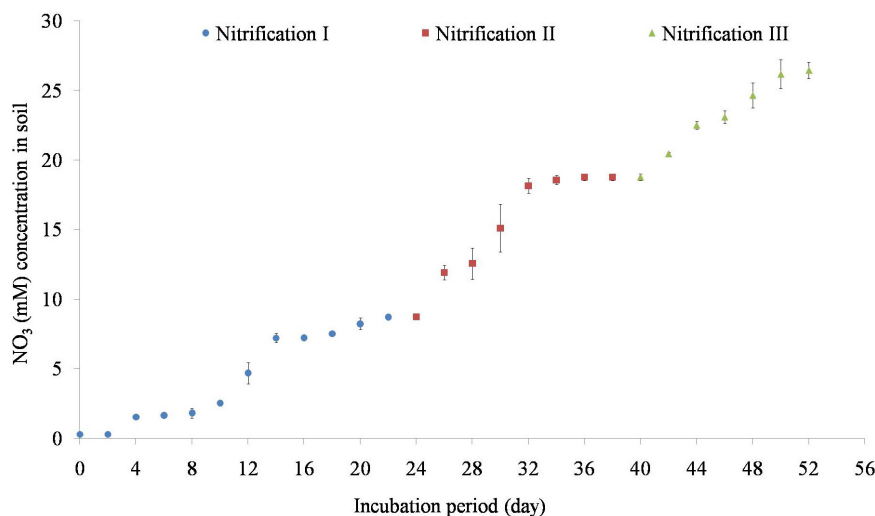 30
Nitrification I
Nitrification II
Nitrification III
25
20
15
10
5
0
NO₃ (mM) concentration in soil
0 4 8 12 16 20 24 28 32 36 40 44 48 52 56
Incubation period (day)